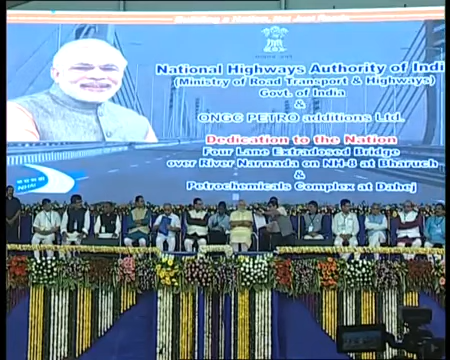 National Highways Authority of Indi
(Ministry of Road Transport & Highways)
Govt. of India
&
ONGC PETRO additions Ltd.
Dedication to the Nation
Four Lane Extradosed Bridge
over River Narmada on NH-8 at Bharuch
&
Petrochemicals Complex at Dahej